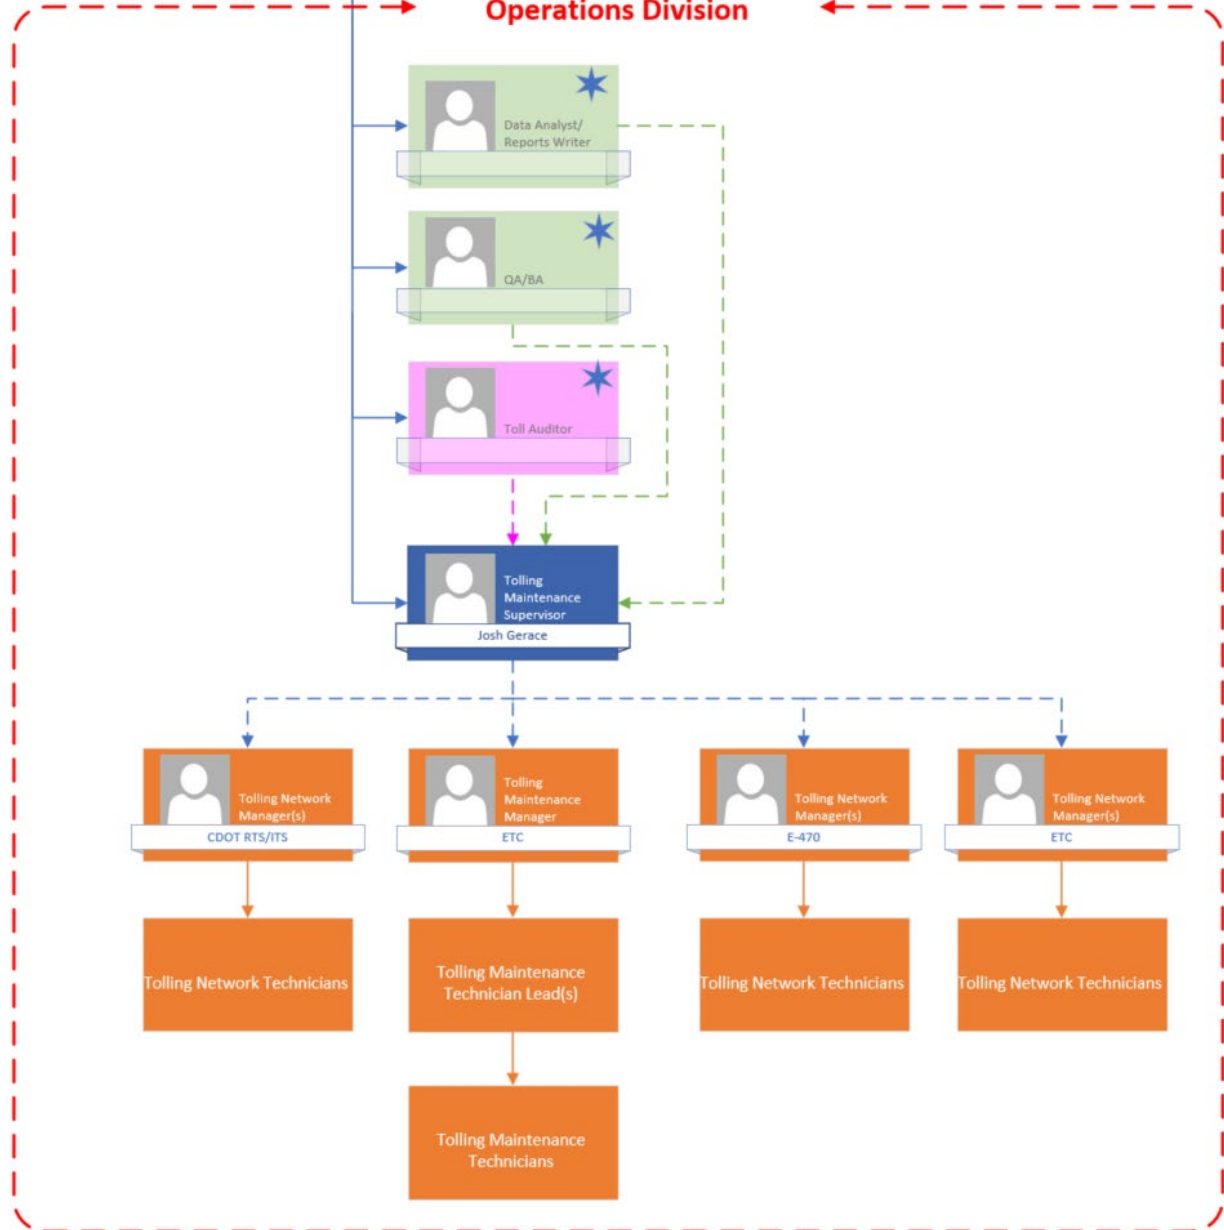 Operations Division
Data Analyst/
Reports Writer
QA/BA
Toll Auditor
Tolling
Maintenance
Supervisor
Josh Gerace
Tolling Network
Manager(s)
CDOT RTS/ITS
Tolling
Maintenance
Manager
ETC
Tolling Network
Manager(s)
E-470
Tolling Network
Manager(s)
ETC
Tolling Network Technicians
Tolling Maintenance
Technician Lead(s)
Tolling Network Technicians
Tolling Network Technicians
Tolling Maintenance
Technicians